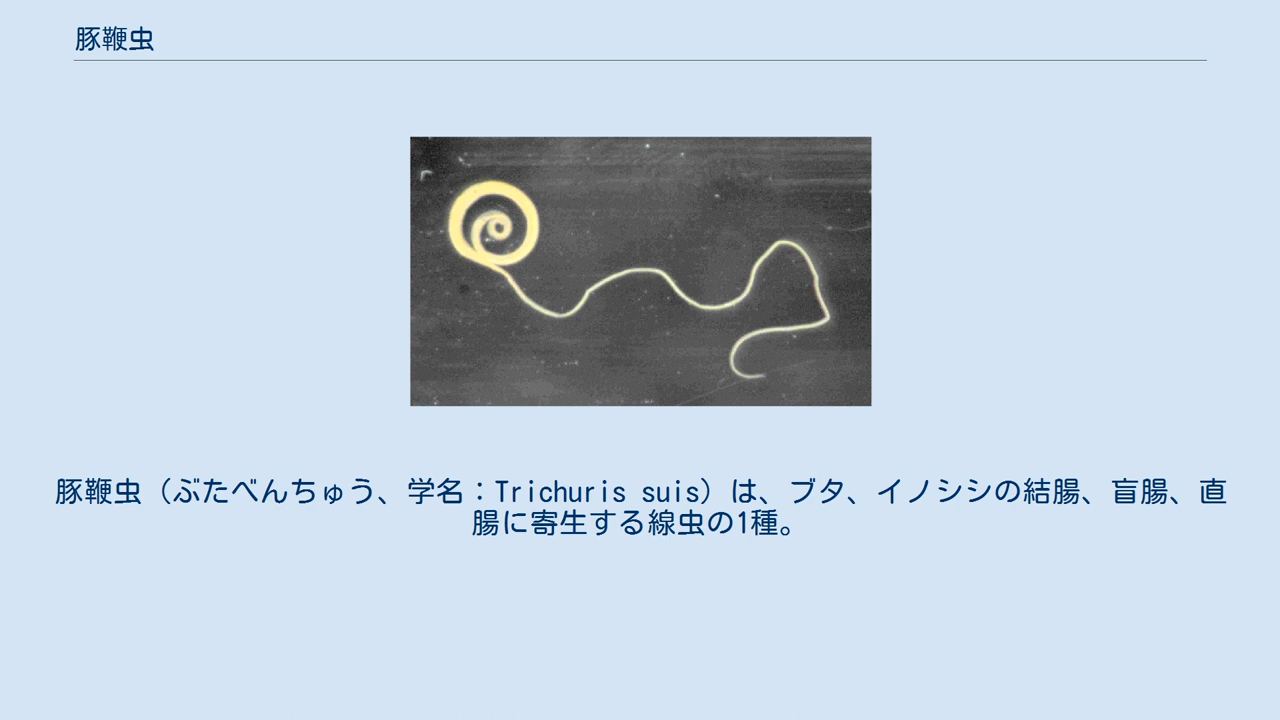 豚鞭虫
豚鞭虫（ぶたべんちゅう、学名：Trichuris suis）は、ブタ、イノシシの結腸、盲腸、直
腸に寄生する線虫の1種。